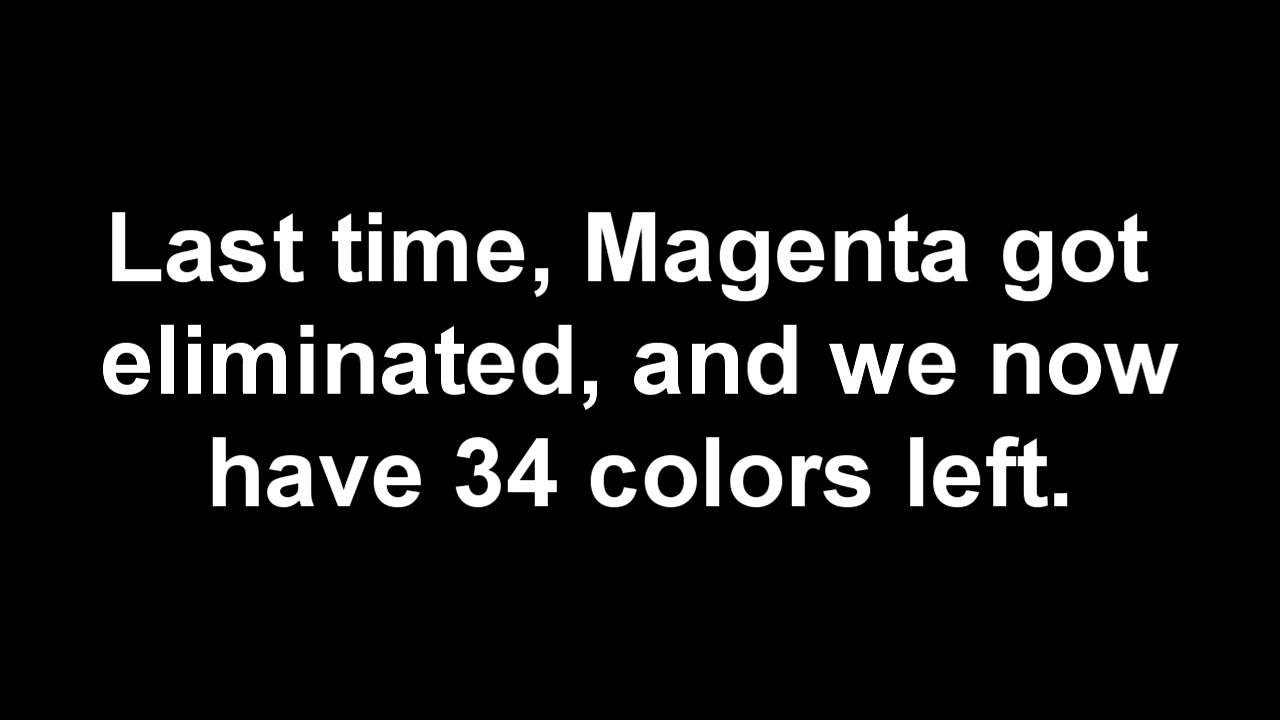 Last time, Magenta got
eliminated, and we now
have 34 colors left.